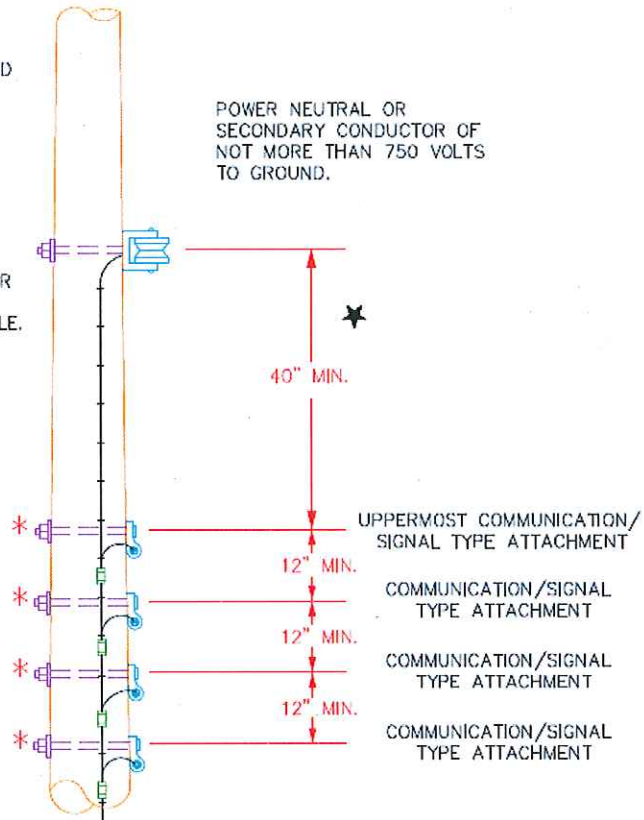 D
POWER NEUTRAL OR
SECONDARY CONDUCTOR OF
NOT MORE THAN 750 VOLTS
TO GROUND.
R
LE.
40" MIN.
UPPERMOST COMMUNICATION/
SIGNAL TYPE ATTACHMENT
12" MIN.
COMMUNICATION/SIGNAL
TYPE ATTACHMENT
12" MIN.
COMMUNICATION/SIGNAL
TYPE ATTACHMENT
12" MIN.
COMMUNICATION/SIGNAL
TYPE ATTACHMENT